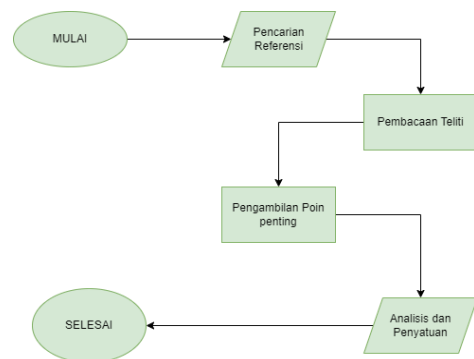 MULAI
Pencarian
Referensi
Pembacaan Teliti
Pengambilan Poin
penting
Analisis dan
Penyatuan
SELESAI